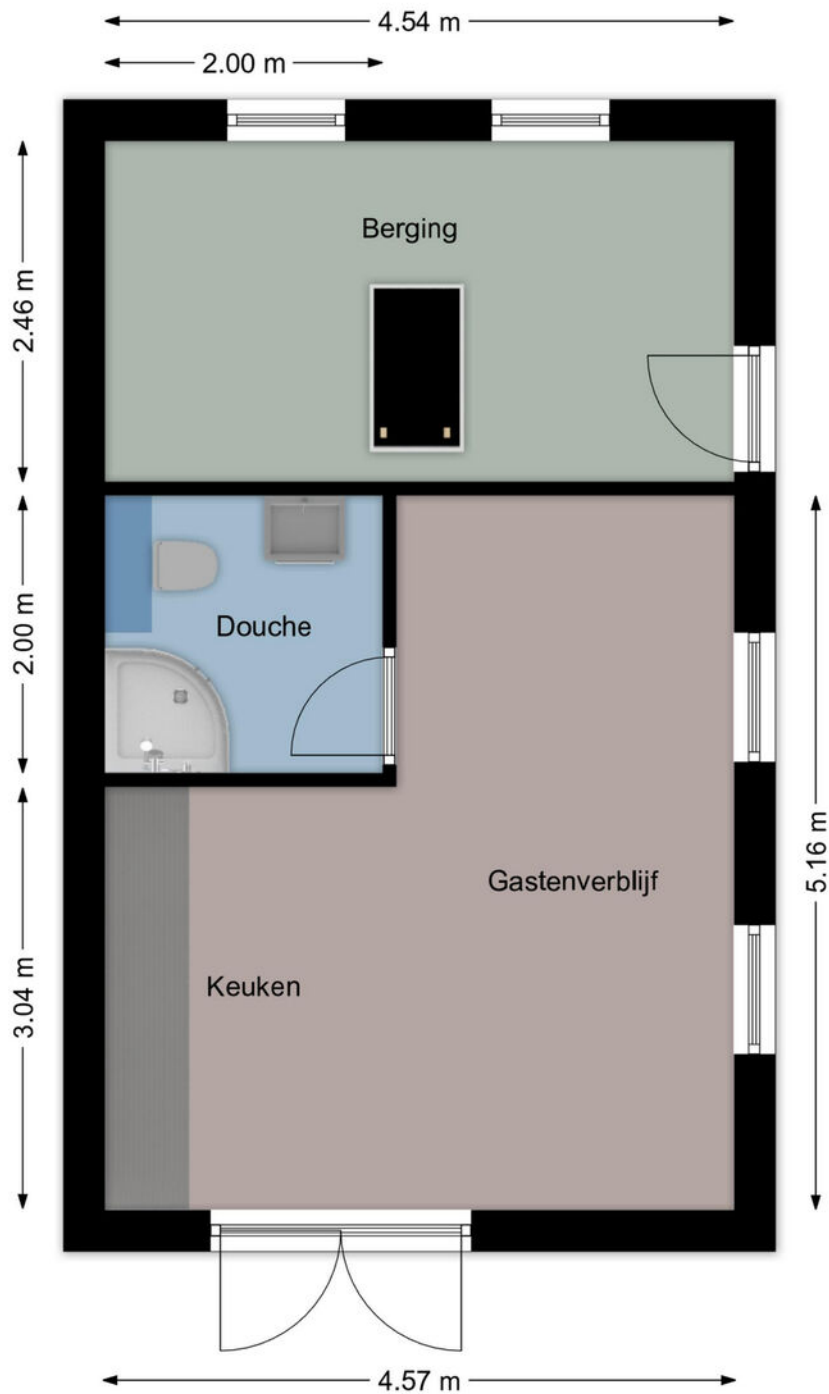 4.54 m
2.00 m
Berging
2.46 m
Douche
2.00 m
Gastenverblijf
5.16 m
Keuken
3.04 m
4.57 m